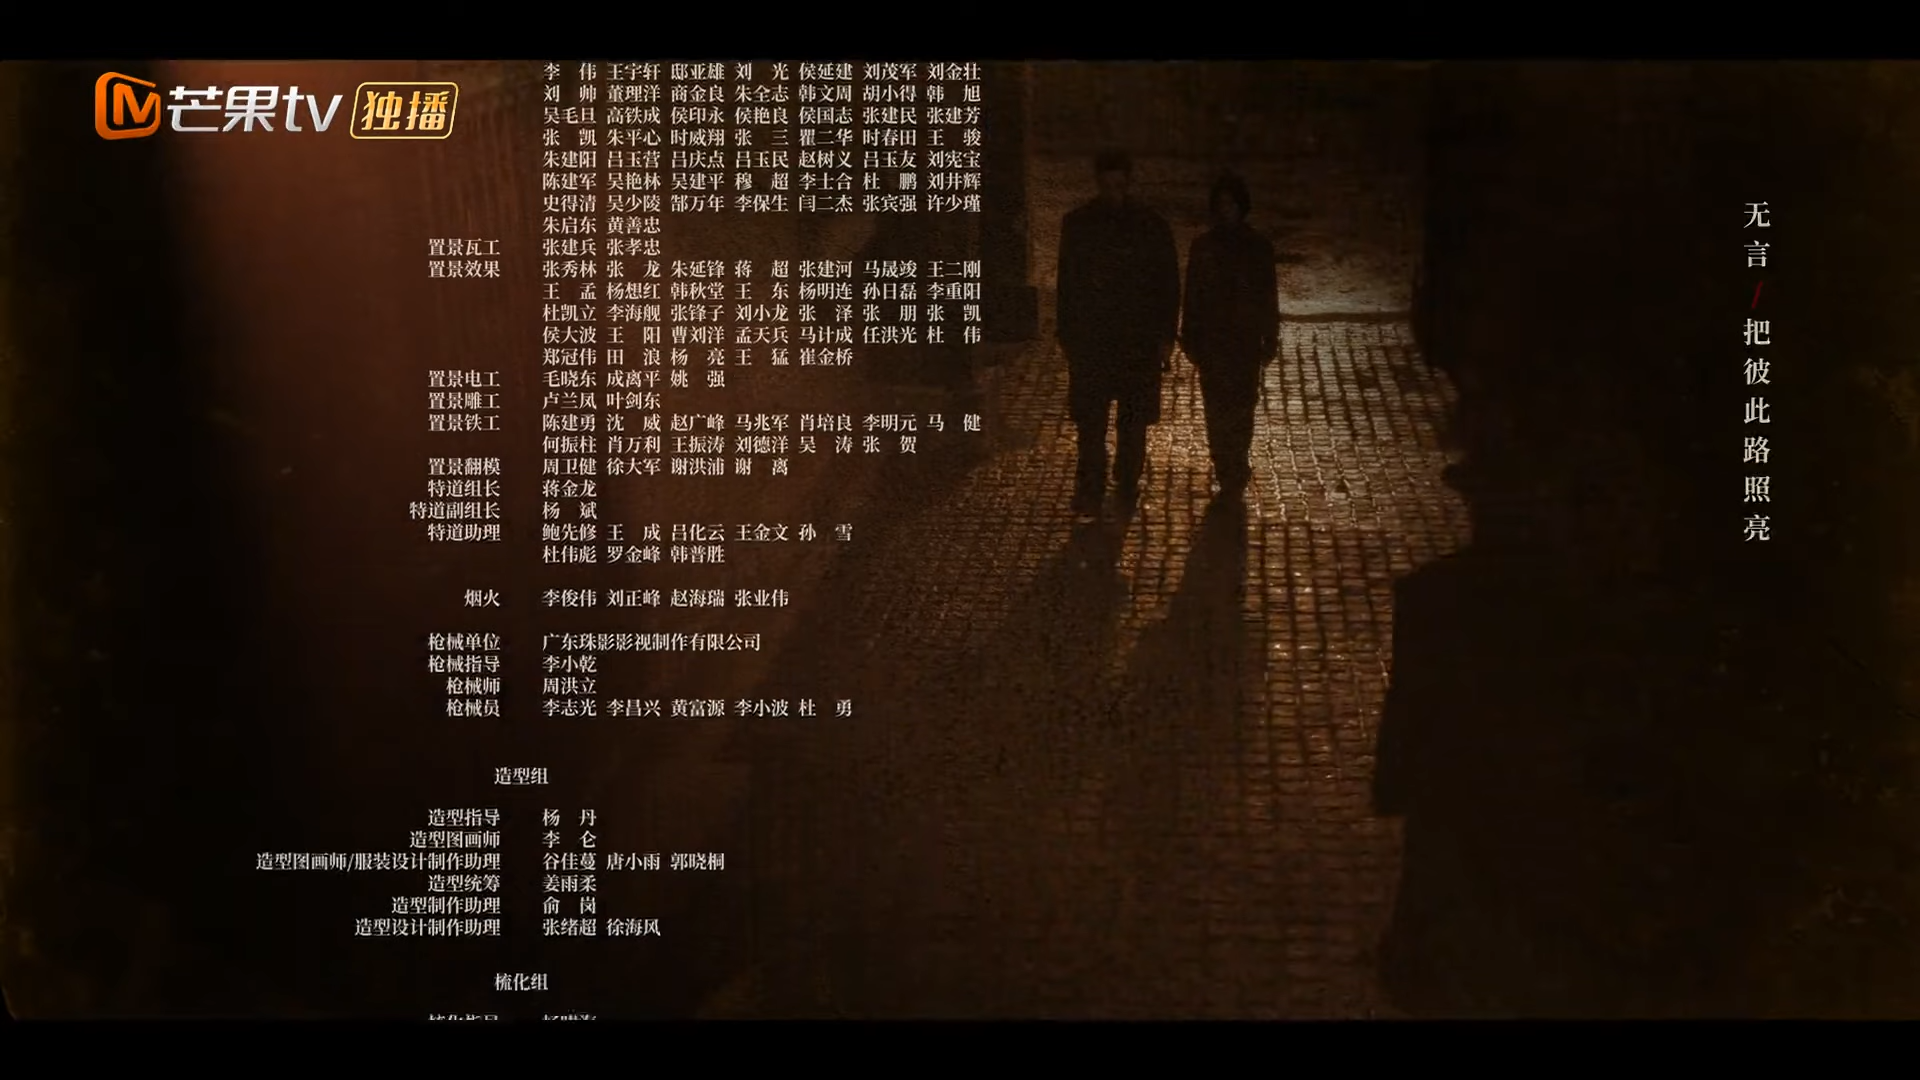 芒果tv 独播
李　伟 王宇轩 邸亚雄 刘　光 侯延建 刘茂军 刘金壮
刘　帅 董理洋 商金良 朱全志 韩文周 胡小得 韩　旭
吴毛旦 高铁成 侯印永 侯艳良 侯国志 张建民 张建芳
张　凯 朱平心 时威翔 张　三 瞿二华 时春田 王　骏
朱建阳 吕玉营 吕庆点 吕玉民 赵树义 吕玉友 刘宪宝
陈建军 吴艳林 吴建平 穆　超 李士合 杜　鹏 刘井辉
史得清 吴少陵 郜万年 李保生 闫二杰 张宾强 许少瑾
朱启东 黄善忠
置景瓦工 张建兵 张孝忠
置景效果 张秀林 张　龙 朱延锋 蒋　超 张建河 马晟竣 王二刚
王　孟 杨想红 韩秋堂 王　东 杨明连 孙日磊 李重阳
杜凯立 李海舰 张锋子 刘小龙 张　泽 张　朋 张　凯
侯大波 王　阳 曹刘洋 孟天兵 马计成 任洪光 杜　伟
郑冠伟 田　浪 杨　亮 王　猛 崔金桥
置景电工 毛晓东 成离平 姚　强
置景雕工 卢兰凤 叶剑东
置景铁工 陈建勇 沈　威 赵广峰 马兆军 肖培良 李明元 马　健
何振柱 肖万利 王振涛 刘德洋 吴　涛 张　贺
置景翻模 周卫健 徐大军 谢洪浦 谢　离
特道组长 蒋金龙
特道副组长 杨　斌
特道助理 鲍先修 王　成 吕化云 王金文 孙　雪
杜伟彪 罗金峰 韩普胜
烟火 李俊伟 刘正峰 赵海瑞 张业伟
枪械单位 广东珠影影视制作有限公司
枪械指导 李小乾
枪械师 周洪立
枪械员 李志光 李昌兴 黄富源 李小波 杜　勇
造型组
造型指导 杨　丹
造型图画师 李　仑
造型图画师/服装设计制作助理 谷佳蔓 唐小雨 郭晓桐
造型统筹 姜雨柔
造型制作助理 俞　岗
造型设计制作助理 张绪超 徐海风
梳化组
无言/把彼此路照亮